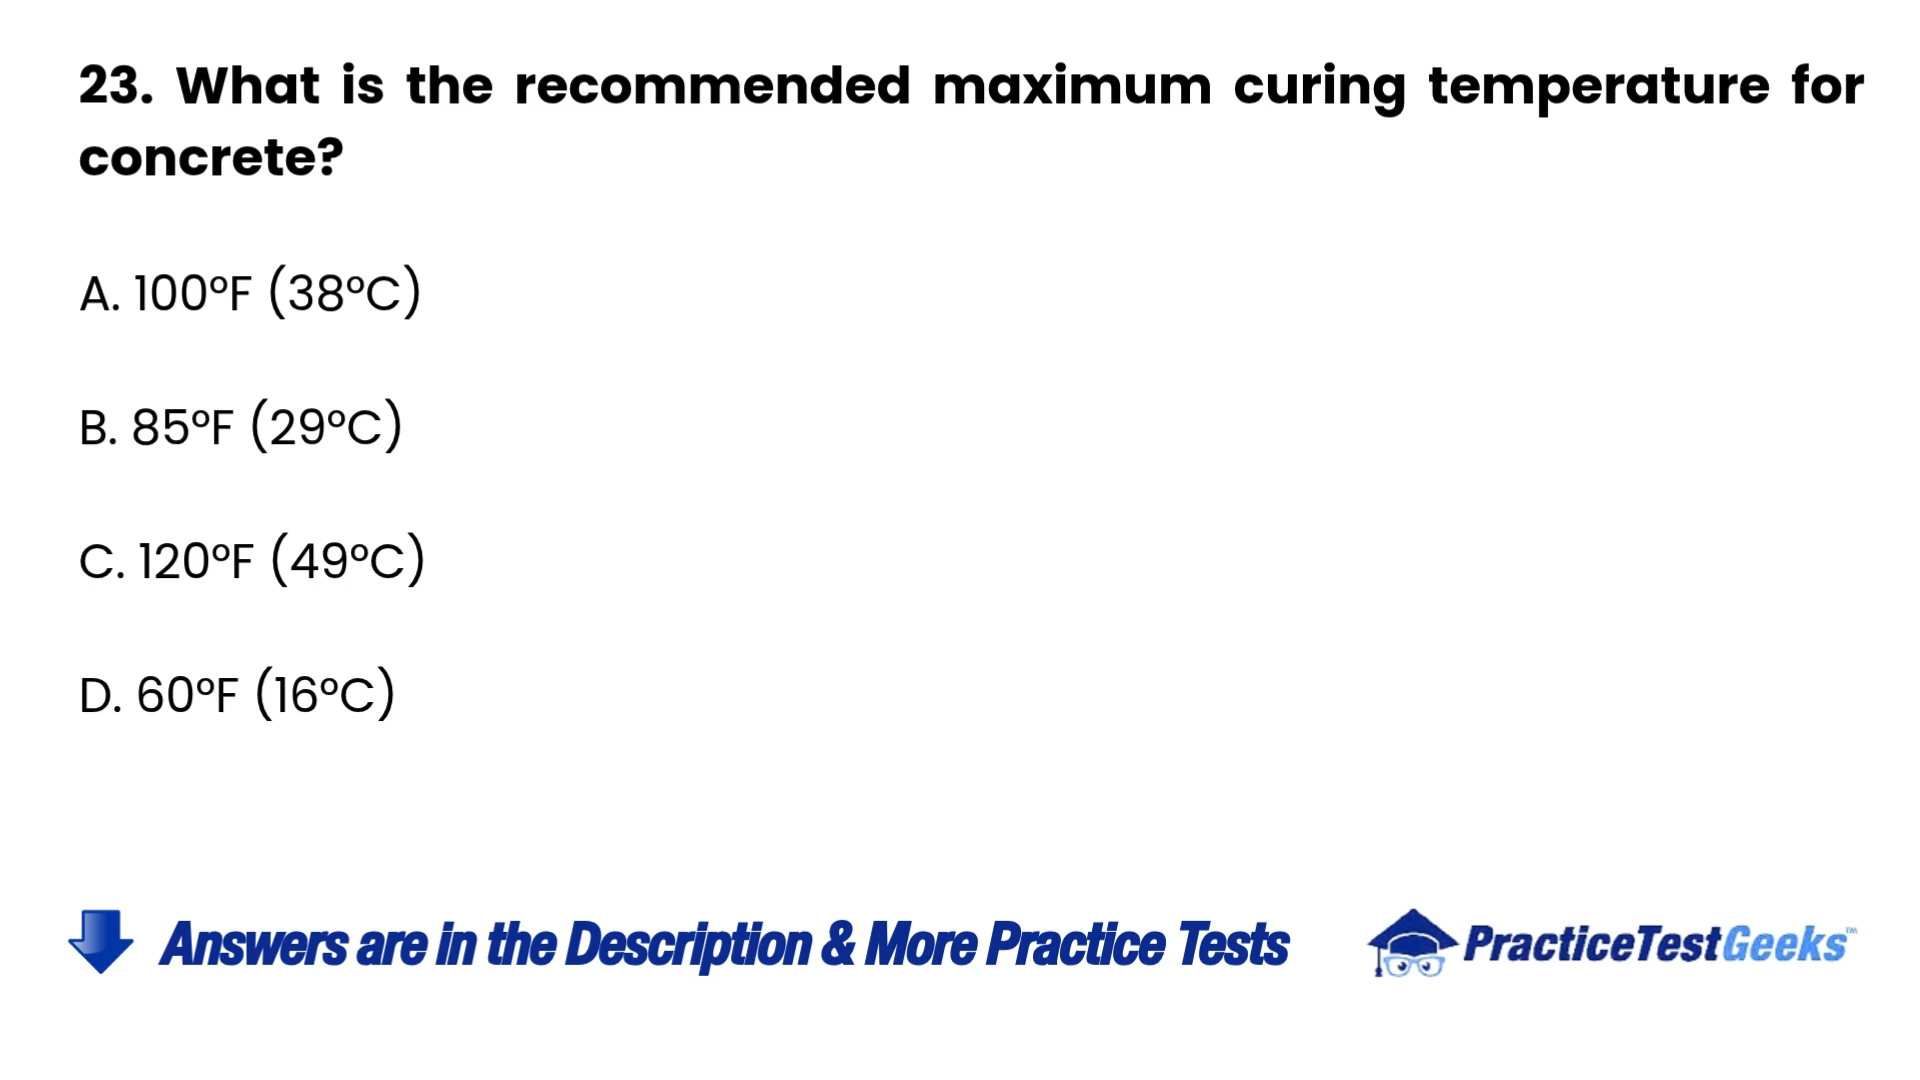 23. What is the recommended maximum curing temperature for
concrete?
A. 100°F (38°C)
B. 85°F (29°C)
C. 120°F (49°C)
D. 60°F (16°C)
Answers are in the Description & More Practice Tests
PracticeTestGeeks™